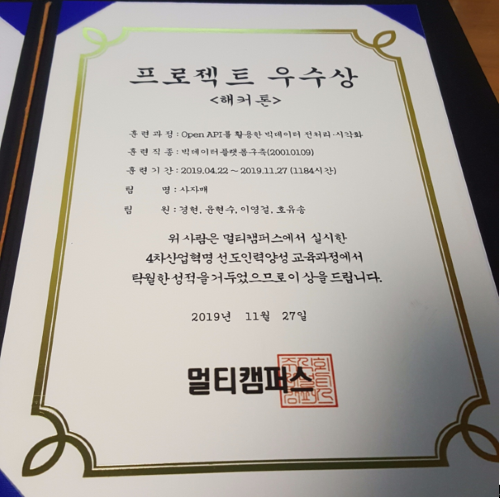 프로젝트 우수상
<해커톤>
훈련과정 : Open API를 활용한 빅데이터 전처리·시각화
훈련직종 : 빅데이터플랫폼구축(20010109)
훈련기간 : 2019.04.22 ~ 2019.11.27 (1184시간)
팀 명 : 사자매
팀 원 : 경현, 윤현수, 이영걸, 호유송
위 사람은 멀티캠퍼스에서 실시한
4차산업혁명 선도인력양성 교육과정에서
탁월한 성적을 거두었으므로 이 상을 드립니다.
2019년 11월 27일
멀티캠퍼스